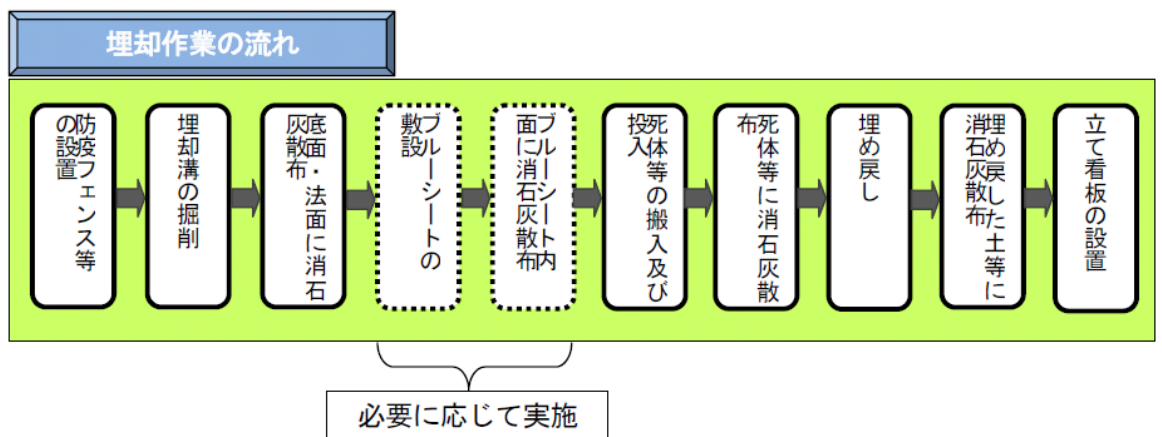 埋却作業の流れ
防疫フェンス等
の設置
埋却溝の掘削
底面・法面に消石
灰散布
ブルーシートの
敷設
ブルーシート内
面に消石灰散布
死体等の搬入及び
投入
死体等に消石灰散
布
埋め戻し
埋め戻した土等に
消石灰散布
立て看板の設置
必要に応じて実施